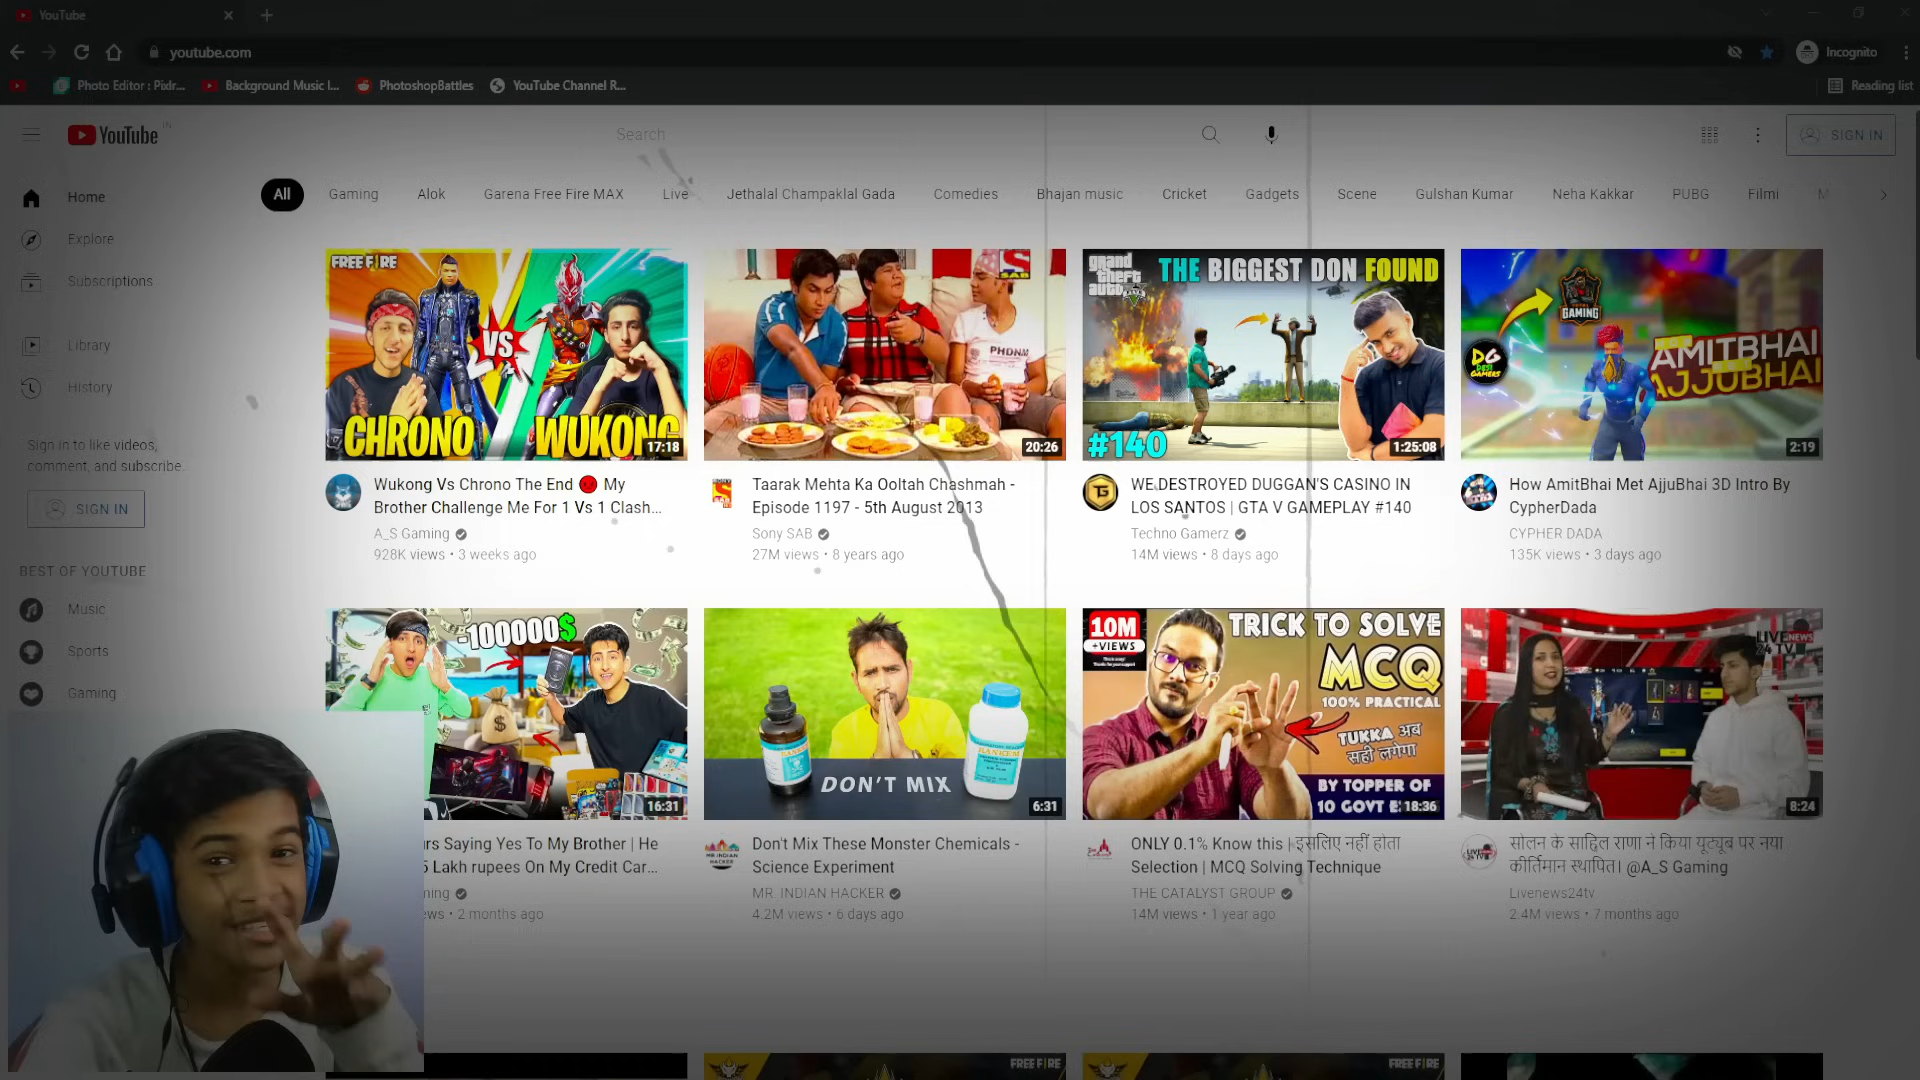 YouTube
youtube.com
Incognito
Photo Editor : Pixlr...
Background Music I...
PhotoshopBattles
YouTube Channel R...
Reading list
YouTube
IN
Search
SIGN IN
Home
Explore
Subscriptions
Library
History
Sign in to like videos,
comment, and subscribe.
SIGN IN
BEST OF YOUTUBE
Music
Sports
Gaming
All
Gaming
Alok
Garena Free Fire MAX
Live
Jethalal Champaklal Gada
Comedies
Bhajan music
Cricket
Gadgets
Scene
Gulshan Kumar
Neha Kakkar
PUBG
Filmi
M
FREE FIRE
VS
CHRONO
WUKONG
17:18
Wukong Vs Chrono The End My
Brother Challenge Me For 1 Vs 1 Clash...
A_S Gaming
928K views • 3 weeks ago
SAB
PHDNM
20:26
Taarak Mehta Ka Ooltah Chashmah -
Episode 1197 - 5th August 2013
Sony SAB
27M views • 8 years ago
grand
theft
auto
V
THE BIGGEST DON FOUND
#140
1:25:08
WE DESTROYED DUGGAN'S CASINO IN
LOS SANTOS | GTA V GAMEPLAY #140
Techno Gamerz
14M views • 8 days ago
GAMING
DG
DESI
GAMERS
AMITBHAI
AJJUBHAI
2:19
How AmitBhai Met AjjuBhai 3D Intro By
CypherDada
CYPHER DADA
135K views • 3 days ago
-100000$
$
16:31
rs Saying Yes To My Brother | He
5 Lakh rupees On My Credit Car...
ming
ws • 2 months ago
DON'T MIX
6:31
Don't Mix These Monster Chemicals -
Science Experiment
MR. INDIAN HACKER
4.2M views • 6 days ago
10M
+VIEWS
TRICK TO SOLVE
MCQ
100% PRACTICAL
TUKKA अब
सही लगेगा
BY TOPPER OF
10 GOVT E
18:36
ONLY 0.1% Know this | इसलिए नहीं होता
Selection | MCQ Solving Technique
THE CATALYST GROUP
14M views • 1 year ago
LIVE NEWS
24 TV
8:24
सोलन के साहिल राणा ने किया यूट्यूब पर नया
कीर्तिमान स्थापित। @A_S Gaming
Livenews24tv
2.4M views • 7 months ago
FREE FIRE
FREE FIRE